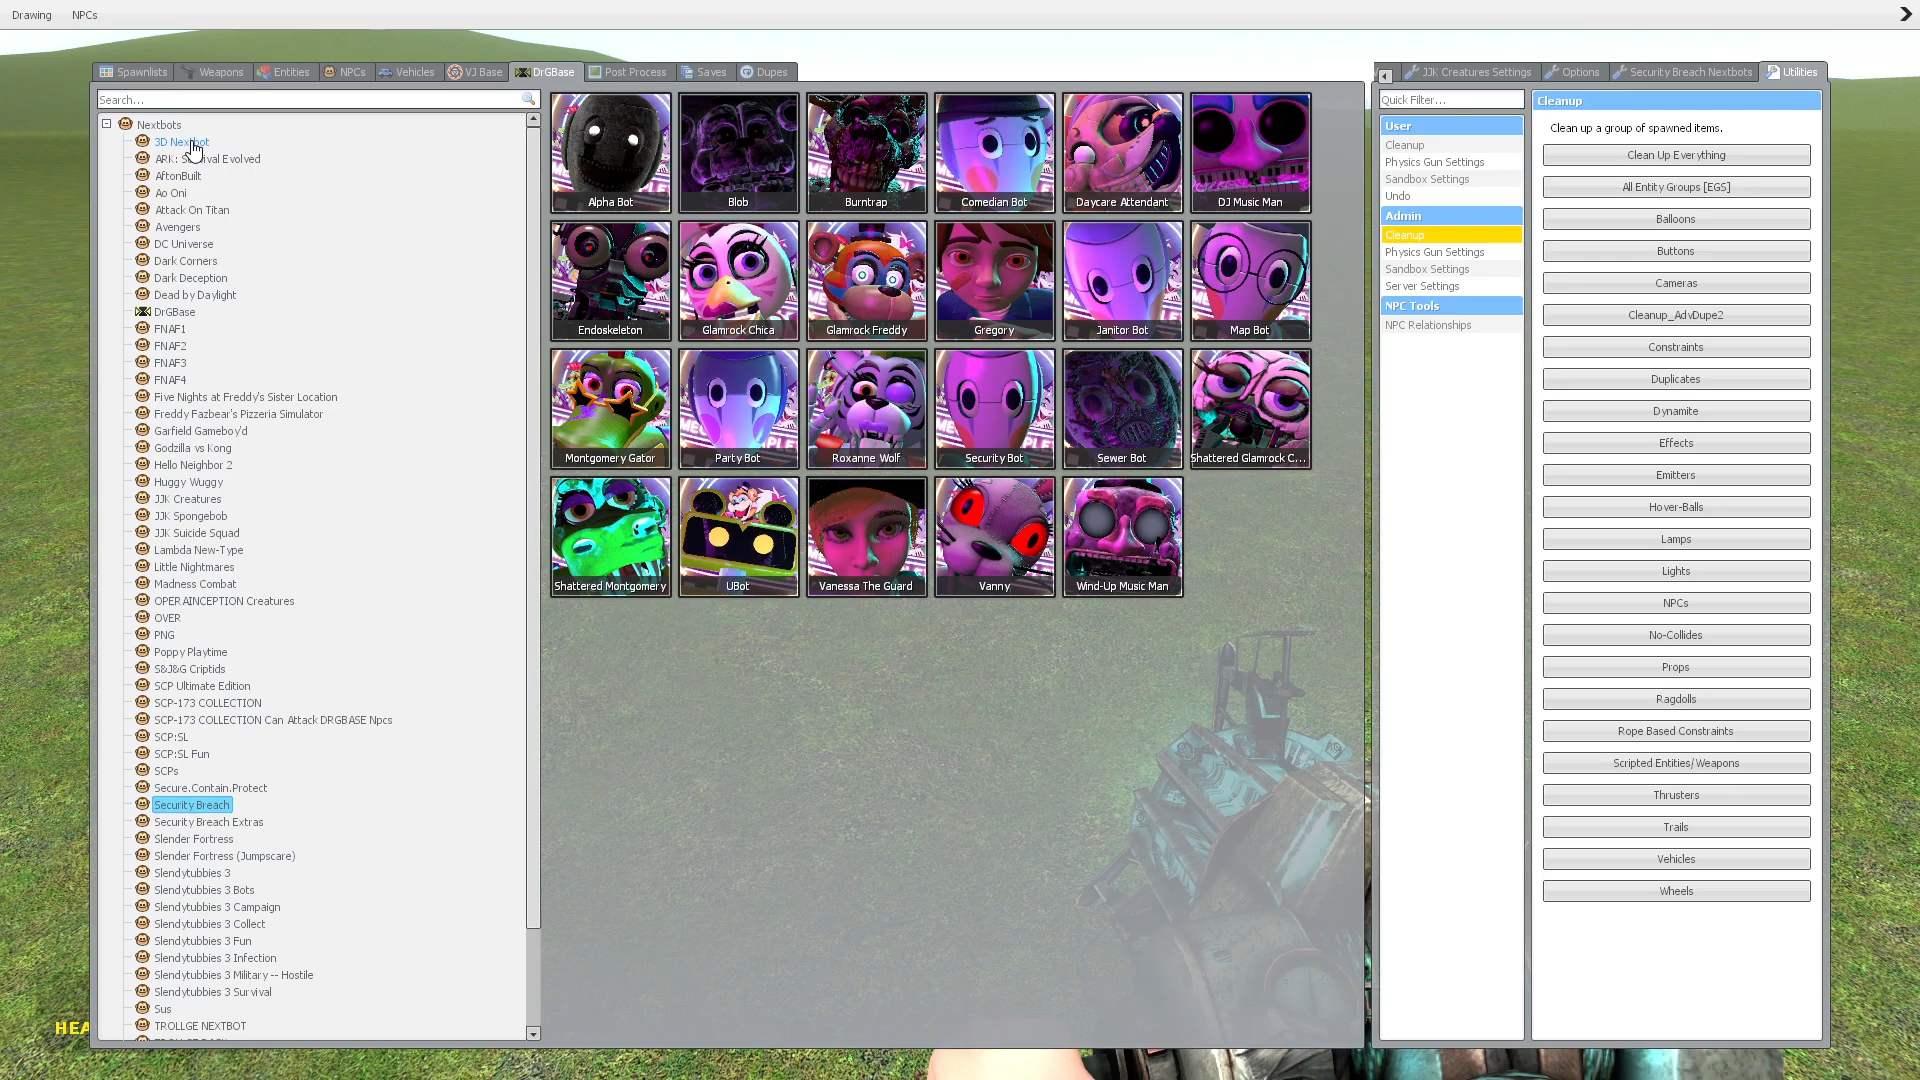 Drawing NPCs
Spawnlists Weapons Entities NPCs Vehicles VJ Base DrGBase Post Process Saves Dupes
JJK Creatures Settings Options Security Breach Nextbots Utilities
Search...
Nextbots
3D Nextbot
ARK: Survival Evolved
AftonBuilt
Ao Oni
Attack On Titan
Avengers
DC Universe
Dark Corners
Dark Deception
Dead by Daylight
DrGBase
FNAF1
FNAF2
FNAF3
FNAF4
Five Nights at Freddy's Sister Location
Freddy Fazbear's Pizzeria Simulator
Garfield Gameboy'd
Godzilla vs Kong
Hello Neighbor 2
Huggy Wuggy
JJK Creatures
JJK Spongebob
JJK Suicide Squad
Lambda New-Type
Little Nightmares
Madness Combat
OPERAINCEPTION Creatures
OVER
PNG
Poppy Playtime
S&J&G Criptids
SCP Ultimate Edition
SCP-173 COLLECTION
SCP-173 COLLECTION Can Attack DRGBASE Npcs
SCP:SL
SCP:SL Fun
SCPs
Secure.Contain.Protect
Security Breach
Security Breach Extras
Slender Fortress
Slender Fortress (Jumpscare)
Slendytubbies 3
Slendytubbies 3 Bots
Slendytubbies 3 Campaign
Slendytubbies 3 Collect
Slendytubbies 3 Fun
Slendytubbies 3 Infection
Slendytubbies 3 Military -- Hostile
Slendytubbies 3 Survival
Sus
TROLLGE NEXTBOT
HEA
Alpha Bot Blob Burntrap Comedian Bot Daycare Attendant DJ Music Man
Endoskeleton Glamrock Chica Glamrock Freddy Gregory Janitor Bot Map Bot
Montgomery Gator Party Bot Roxanne Wolf Security Bot Sewer Bot Shattered Glamrock C...
Shattered Montgomery UBot Vanessa The Guard Vanny Wind-Up Music Man
Quick Filter...
User
Cleanup
Physics Gun Settings
Sandbox Settings
Undo
Admin
Cleanup
Physics Gun Settings
Sandbox Settings
Server Settings
NPC Tools
NPC Relationships
Cleanup
Clean up a group of spawned items.
Clean Up Everything
All Entity Groups [EGS]
Balloons
Buttons
Cameras
Cleanup_AdvDupe2
Constraints
Duplicates
Dynamite
Effects
Emitters
Hover-Balls
Lamps
Lights
NPCs
No-Collides
Props
Ragdolls
Rope Based Constraints
Scripted Entities/Weapons
Thrusters
Trails
Vehicles
Wheels